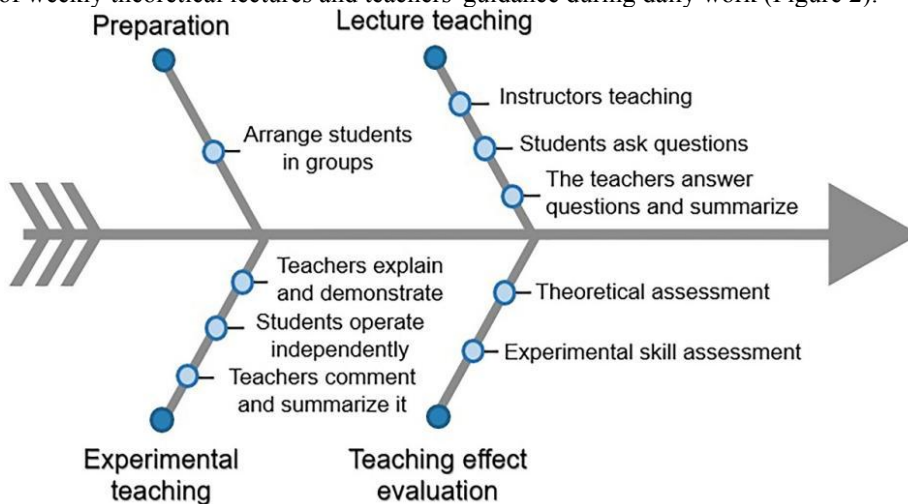 of weekly theoretical lectures and teachers' guidance during daily work (Figure 2).
Preparation
Arrange students
in groups
Lecture teaching
Instructors teaching
Students ask questions
The teachers answer
questions and summarize
Teachers explain
and demonstrate
Students operate
independently
Teachers comment
and summarize it
Experimental
teaching
Theoretical assessment
Experimental skill assessment
Teaching effect
evaluation